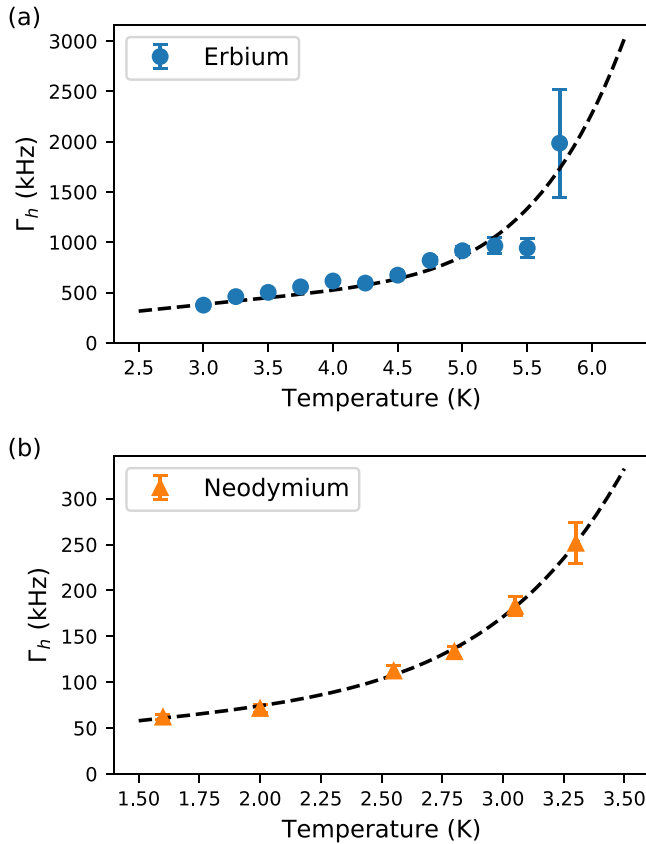 (a)
3000
2500
2000
1500
1000
500
0
Γh (kHz)
Erbium
2.5 3.0 3.5 4.0 4.5 5.0 5.5 6.0
Temperature (K)
(b)
300
250
200
150
100
50
0
Γh (kHz)
Neodymium
1.50 1.75 2.00 2.25 2.50 2.75 3.00 3.25 3.50
Temperature (K)